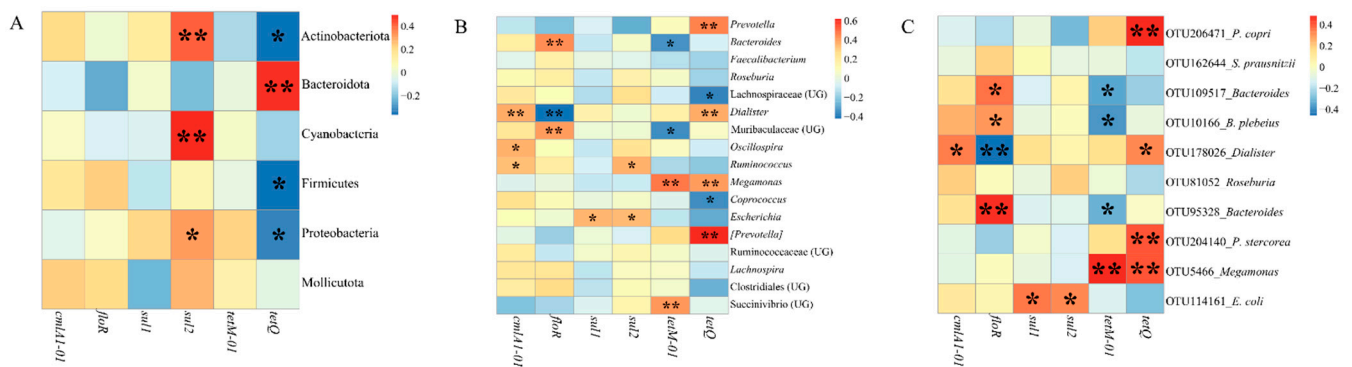 A
** * 0.4 Actinobacteriota
0.2
** Bacteroidota 0
−0.2
** Cyanobacteria
* Firmicutes
* * Proteobacteria
Mollicutota
cmlA1-01 floR sul1 sul2 tetM-01 tetQ
B
** Prevotella 0.6
** * Bacteroides 0.4
Faecalibacterium 0.2
Roseburia 0
* Lachnospiraceae (UG) −0.2
** ** ** Dialister −0.4
** * Muribaculaceae (UG)
* Oscillospira
* * Ruminococcus
** ** Megamonas
* Coprococcus
* * Escherichia
** [Prevotella]
Ruminococcaceae (UG)
Lachnospira
Clostridiales (UG)
** Succinivibrio (UG)
cmlA1-01 floR sul1 sul2 tetM-01 tetQ
C
** OTU206471_P. copri 0.4
OTU162644_S. prausnitzii 0.2
* * OTU109517_Bacteroides 0
−0.2
* * OTU10166_B. plebeius −0.4
* ** * OTU178026_Dialister
OTU81052 Roseburia
** * OTU95328_Bacteroides
** OTU204140_P. stercorea
** ** OTU5466_Megamonas
* * OTU114161_E. coli
cmlA1-01 floR sul1 sul2 tetM-01 tetQ